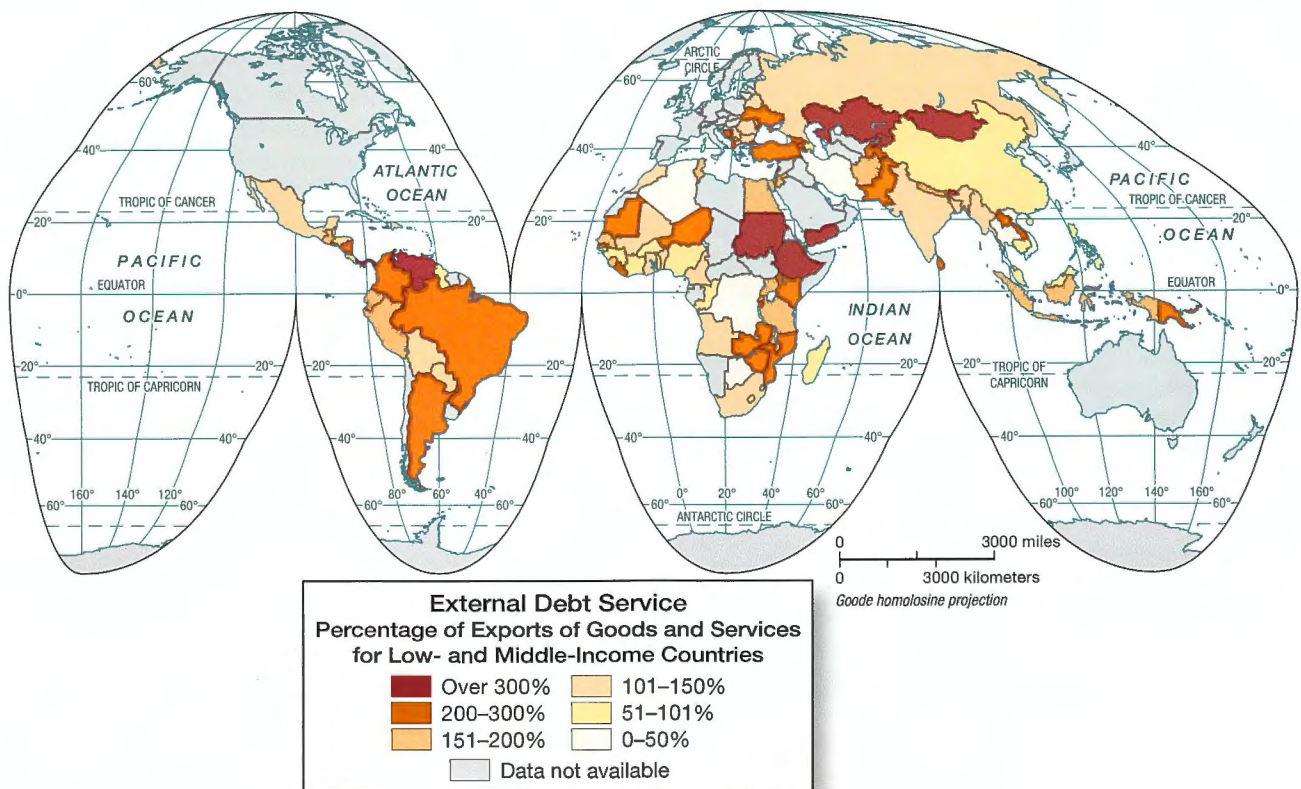 ARCTIC
CIRCLE
60°
60°
60°
40°
40°
40°
40°
ATLANTIC
OCEAN
PACIFIC
OCEAN
TROPIC OF CANCER
TROPIC OF CANCER
20°
20°
20°
20°
PACIFIC
OCEAN
EQUATOR
0°
0°
0°
0°
EQUATOR
INDIAN
OCEAN
20°
20°
20°
20°
TROPIC OF CAPRICORN
TROPIC OF
CAPRICORN
40°
40°
40°
40°
160°
140°
120°
80°
60°
40°
0°
20°
40°
60°
100°
120°
140°
160°
60°
60°
60°
60°
60°
ANTARCTIC CIRCLE
0
3000 miles
0
3000 kilometers
Goode homolosine projection
External Debt Service
Percentage of Exports of Goods and Services
for Low- and Middle-Income Countries
Over 300%
101–150%
200–300%
51–101%
151–200%
0–50%
Data not available